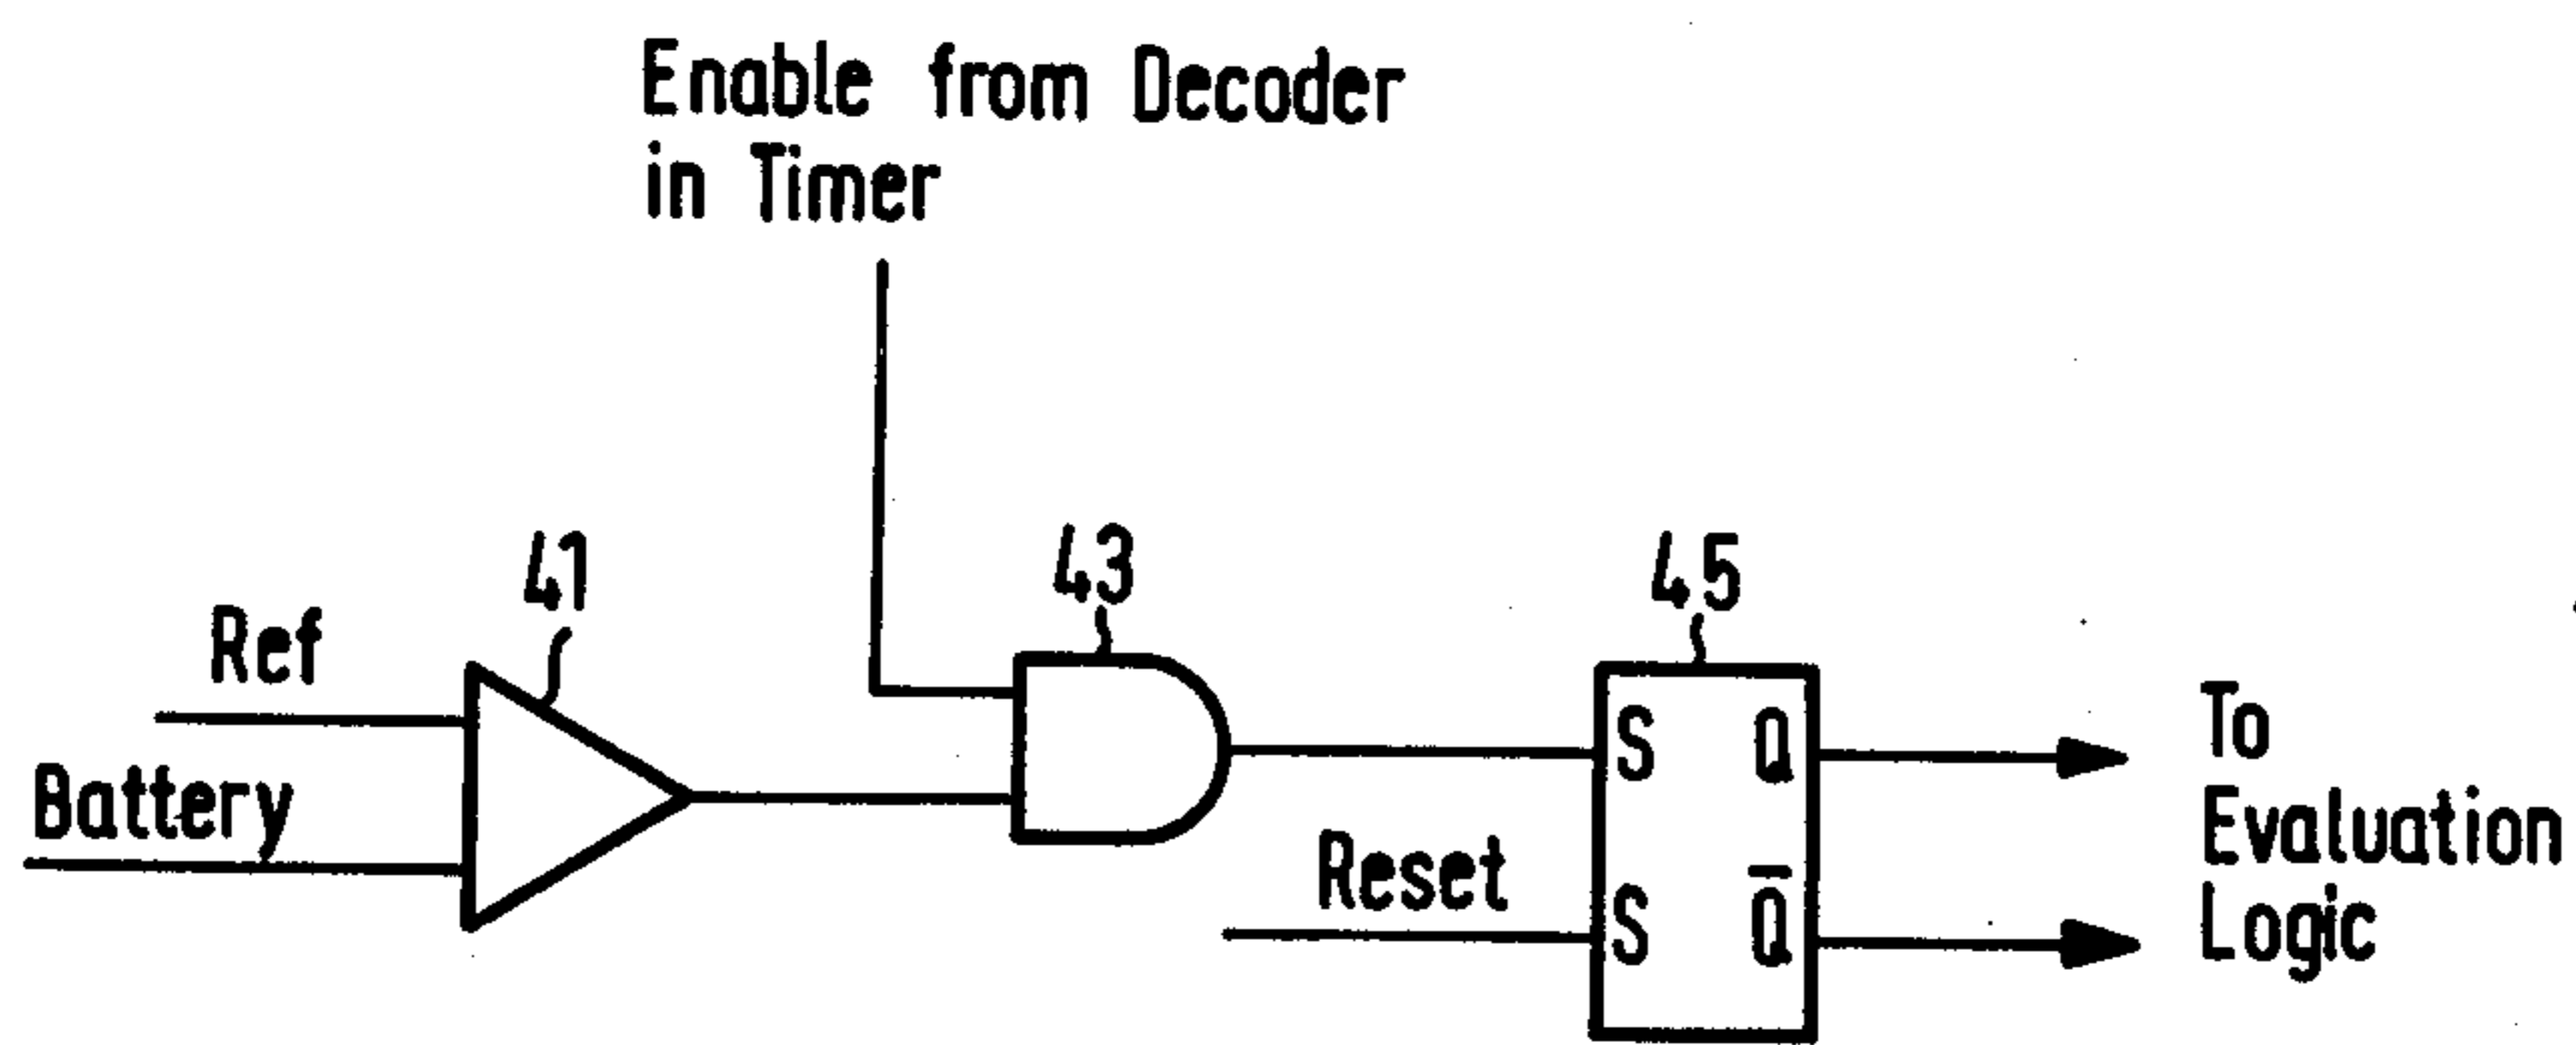 Enable from Decoder
in Timer
41
43
45
Ref
Battery
Reset
S
Q
S
Q̅
To
Evaluation
Logic